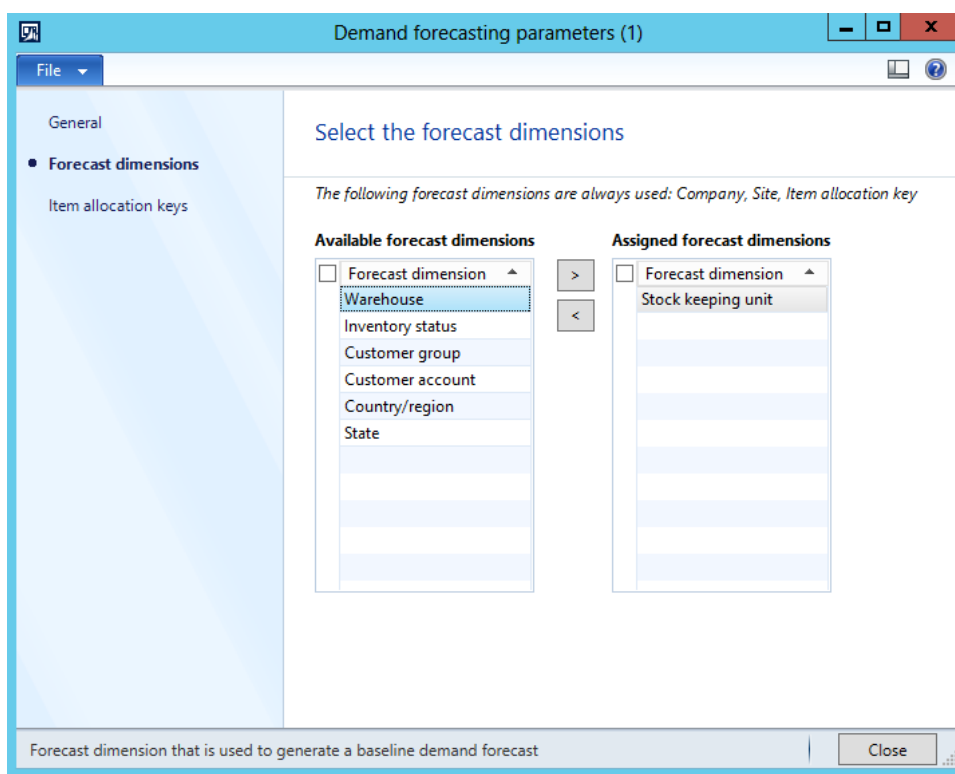 Demand forecasting parameters (1)
File
General
Forecast dimensions
Item allocation keys
Select the forecast dimensions
The following forecast dimensions are always used: Company, Site, Item allocation key
Available forecast dimensions
Forecast dimension
Warehouse
Inventory status
Customer group
Customer account
Country/region
State
>
<
Assigned forecast dimensions
Forecast dimension
Stock keeping unit
Forecast dimension that is used to generate a baseline demand forecast
Close